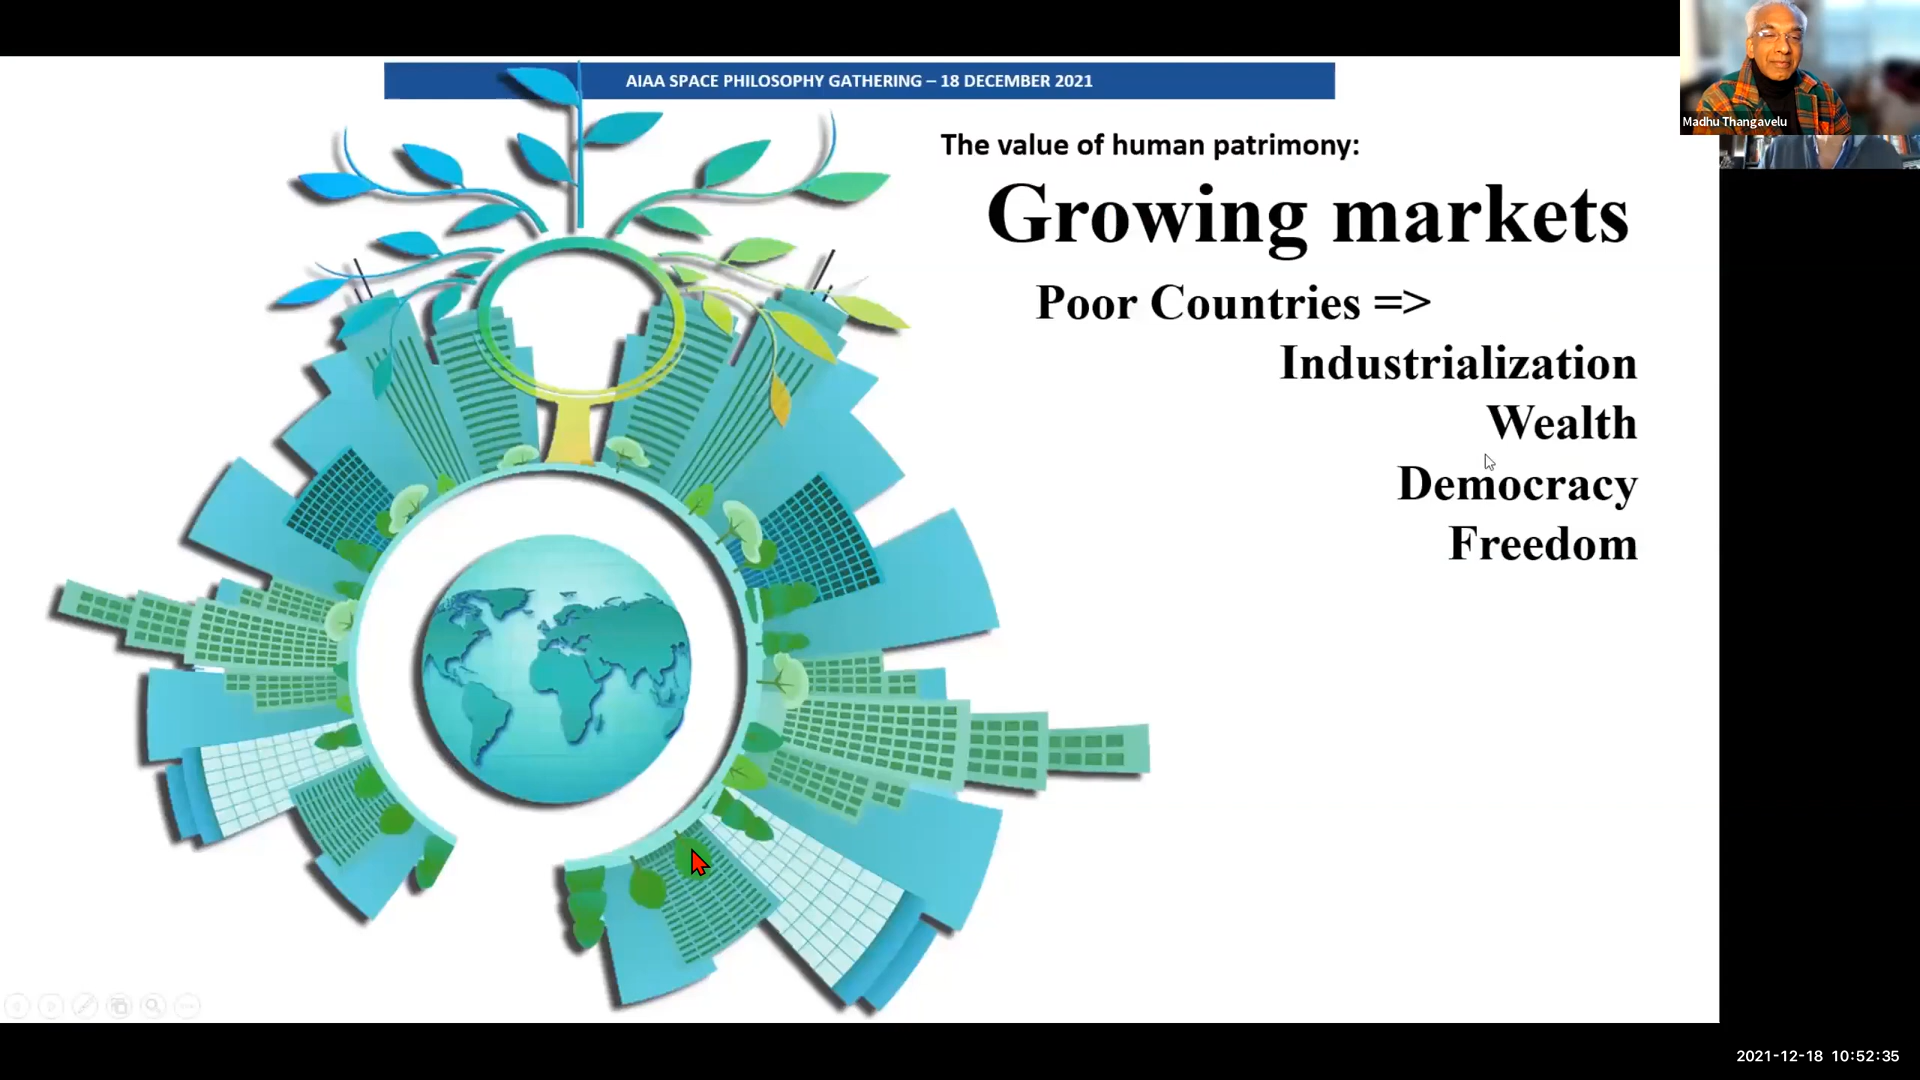 AIAA SPACE PHILOSOPHY GATHERING – 18 DECEMBER 2021
Madhu Thangavelu
The value of human patrimony:
Growing markets
Poor Countries =>
Industrialization
Wealth
Democracy
Freedom
2021-12-18 10:52:35